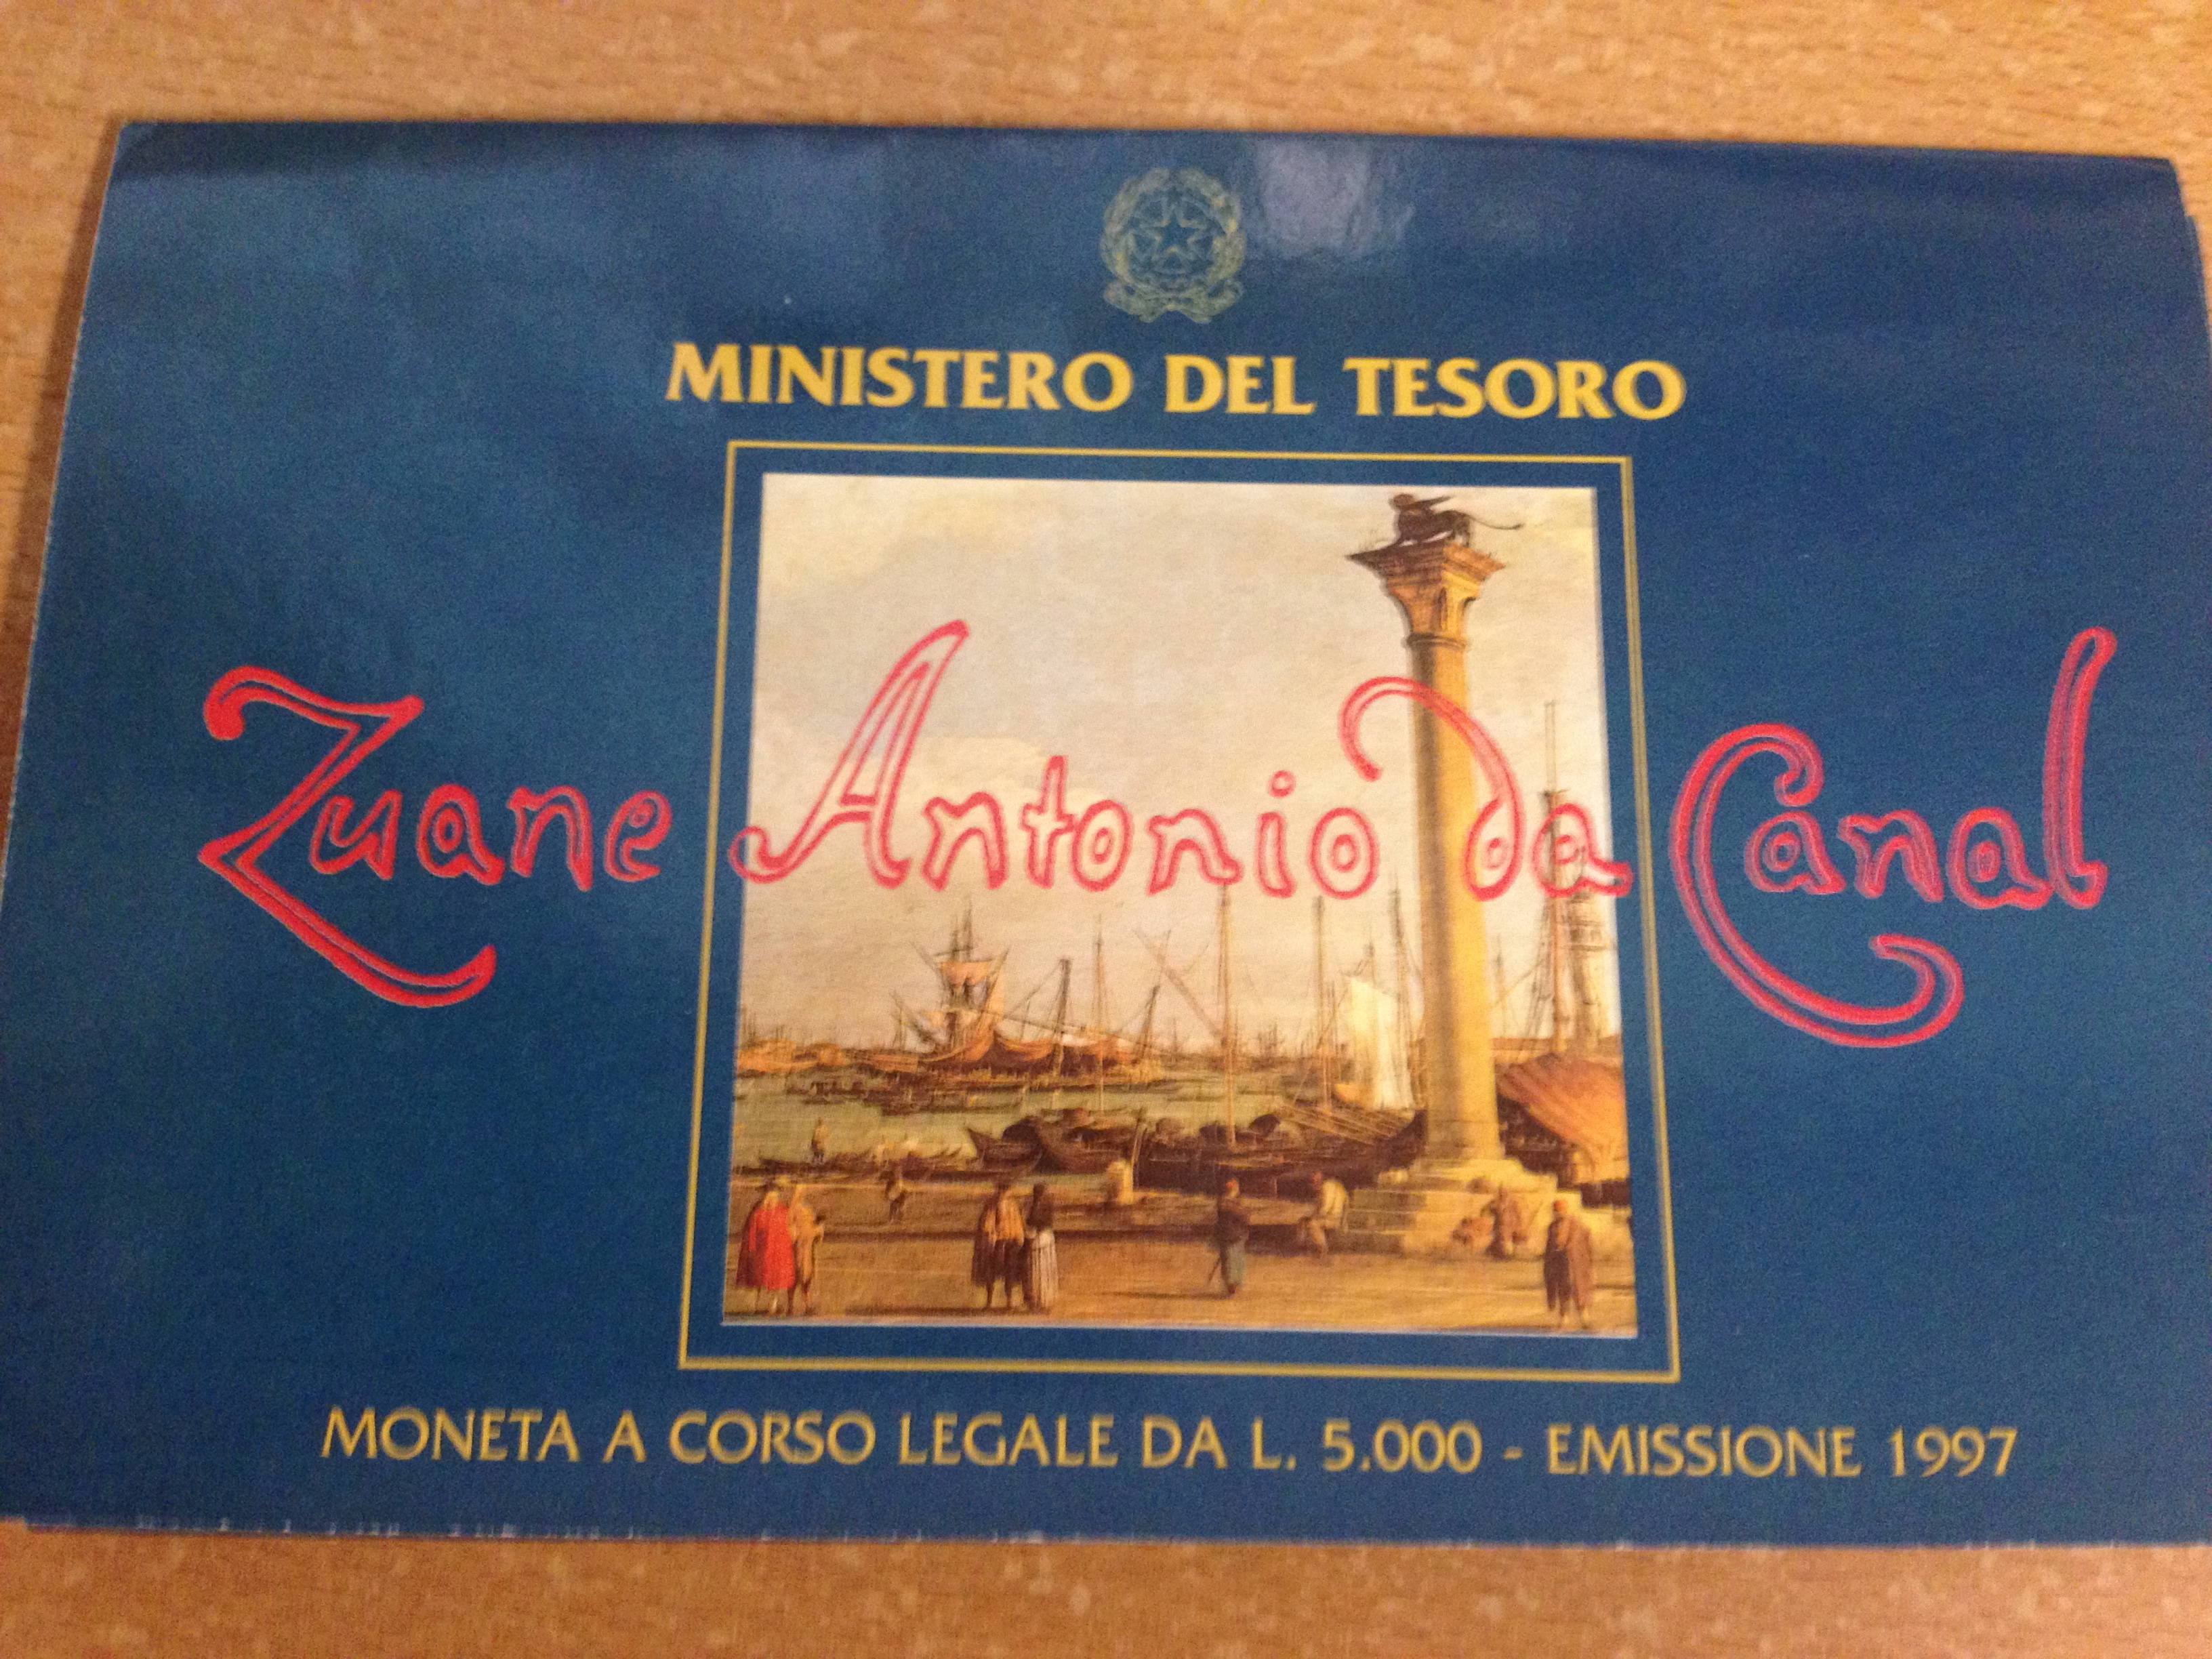 MINISTERO DEL TESORO
Zuane Antonio da Canal
MONETA A CORSO LEGALE DA L. 5.000 - EMISSIONE 1997